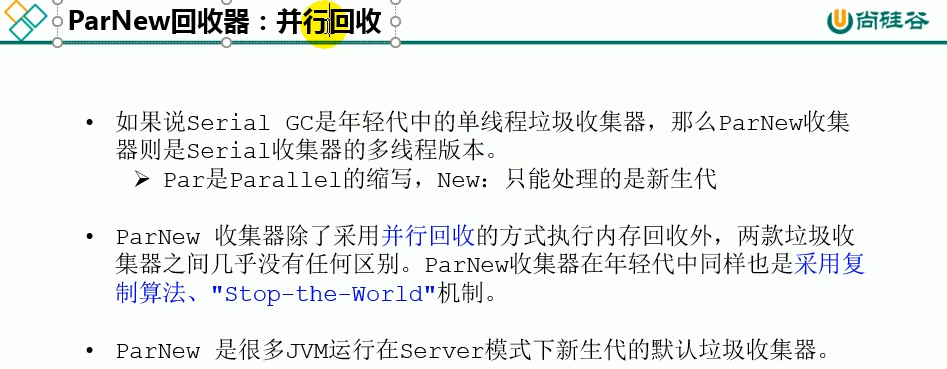 ParNew回收器：并行回收
尚硅谷
• 如果说Serial GC是年轻代中的单线程垃圾收集器，那么ParNew收集
器则是Serial收集器的多线程版本。
➢ Par是Parallel的缩写，New：只能处理的是新生代
• ParNew 收集器除了采用并行回收的方式执行内存回收外，两款垃圾收
集器之间几乎没有任何区别。ParNew收集器在年轻代中同样也是采用复
制算法、"Stop-the-World"机制。
• ParNew 是很多JVM运行在Server模式下新生代的默认垃圾收集器。